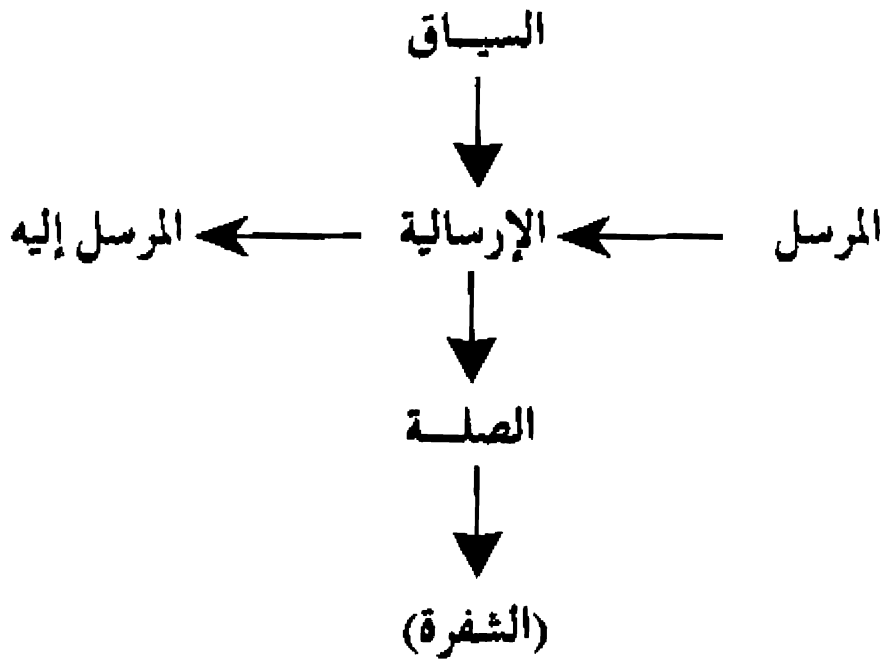 السياق
المرسل الإرسالية المرسل إليه
الصلة
(الشفرة)